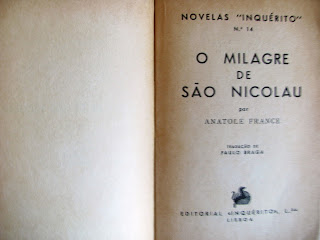 NOVELAS "INQUÉRITO"
N.º 14
O MILAGRE
DE
SÃO NICOLAU
por
ANATOLE FRANCE
TRADUÇÃO DE
PAULO BRAGA
EDITORIAL «INQUÉRITO», L.DA
LISBOA